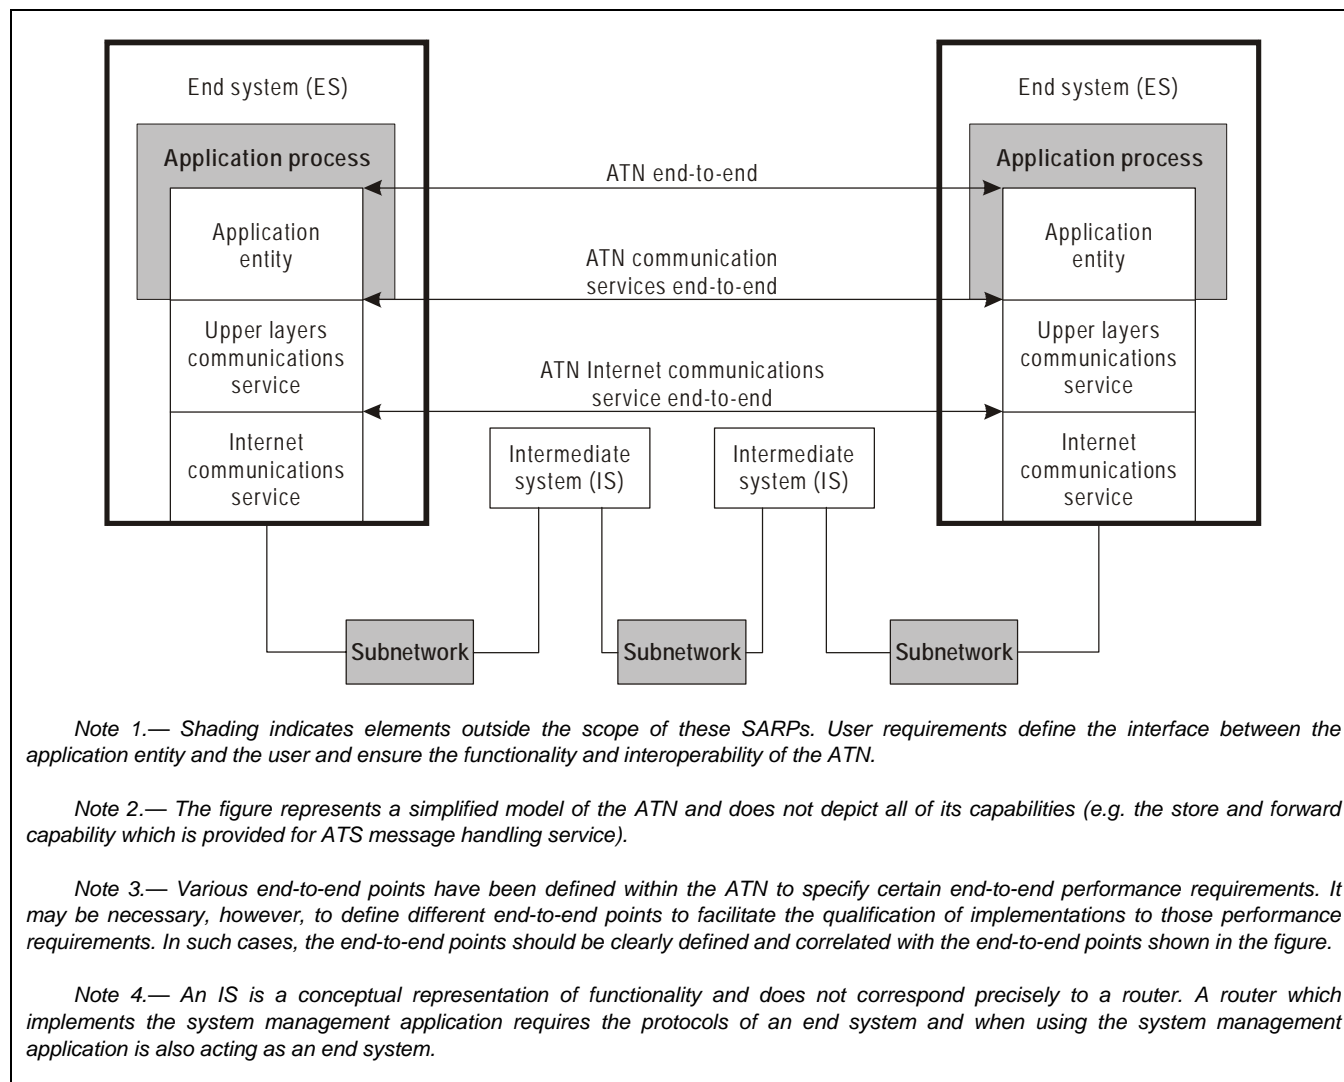 End system (ES)
End system (ES)
Application process
Application process
ATN end-to-end
Application
entity
Application
entity
ATN communication
services end-to-end
Upper layers
communications
service
Upper layers
communications
service
ATN Internet communications
service end-to-end
Internet
communications
service
Intermediate
system (IS)
Intermediate
system (IS)
Internet
communications
service
Subnetwork
Subnetwork
Subnetwork
Note 1.— Shading indicates elements outside the scope of these SARPs. User requirements define the interface between the
application entity and the user and ensure the functionality and interoperability of the ATN.
Note 2.— The figure represents a simplified model of the ATN and does not depict all of its capabilities (e.g. the store and forward
capability which is provided for ATS message handling service).
Note 3.— Various end-to-end points have been defined within the ATN to specify certain end-to-end performance requirements. It
may be necessary, however, to define different end-to-end points to facilitate the qualification of implementations to those performance
requirements. In such cases, the end-to-end points should be clearly defined and correlated with the end-to-end points shown in the figure.
Note 4.— An IS is a conceptual representation of functionality and does not correspond precisely to a router. A router which
implements the system management application requires the protocols of an end system and when using the system management
application is also acting as an end system.